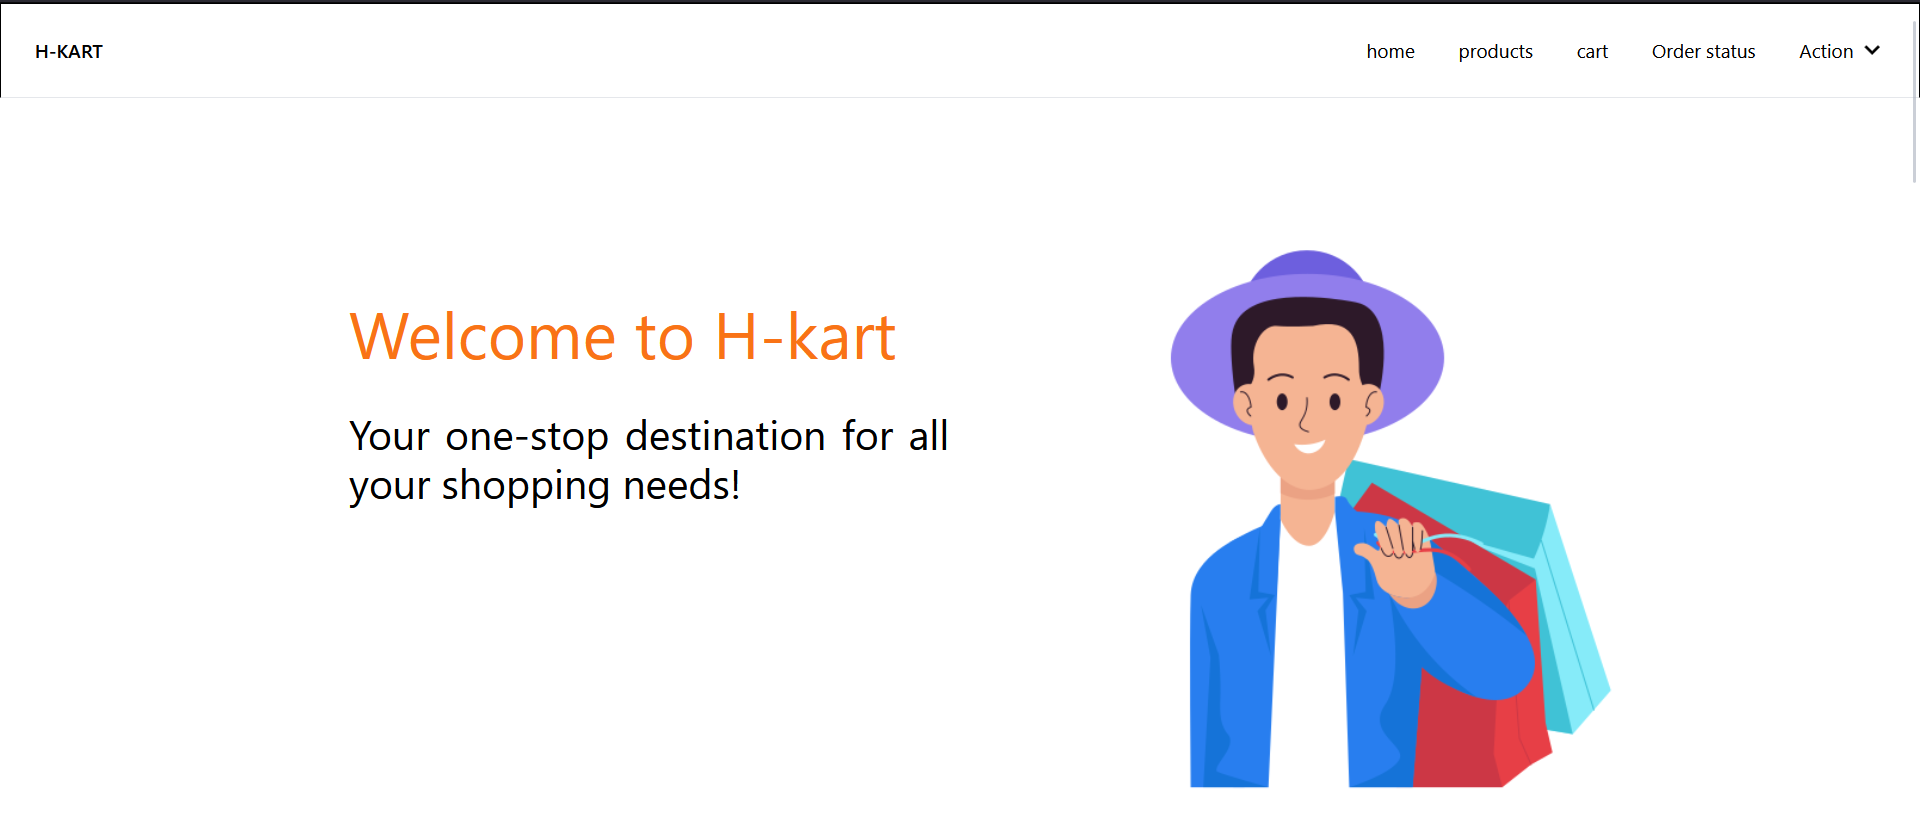 H-KART
home
products
cart
Order status
Action
Welcome to H-kart
Your one-stop destination for all
your shopping needs!